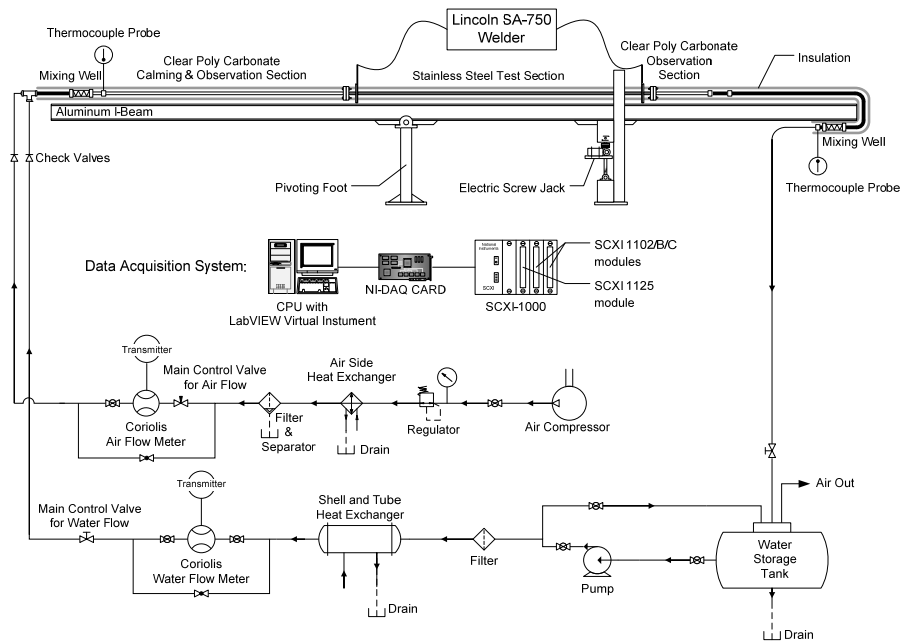 Lincoln SA-750
Welder
Thermocouple Probe
Clear Poly Carbonate
Calming & Observation Section
Mixing Well
Stainless Steel Test Section
Clear Poly Carbonate
Observation
Section
Insulation
Aluminum I-Beam
Check Valves
Mixing Well
Pivoting Foot
Electric Screw Jack
Thermocouple Probe
Data Acquisition System:
CPU with
LabVIEW Virtual Instument
NI-DAQ CARD
National
Instruments
SCXI
SCXI-1000
SCXI 1102/B/C
modules
SCXI 1125
module
Transmitter
Main Control Valve
for Air Flow
Air Side
Heat Exchanger
Coriolis
Air Flow Meter
Filter
&
Separator
Drain
Regulator
Air Compressor
Transmitter
Main Control Valve
for Water Flow
Shell and Tube
Heat Exchanger
Coriolis
Water Flow Meter
Drain
Filter
Pump
Air Out
Water
Storage
Tank
Drain